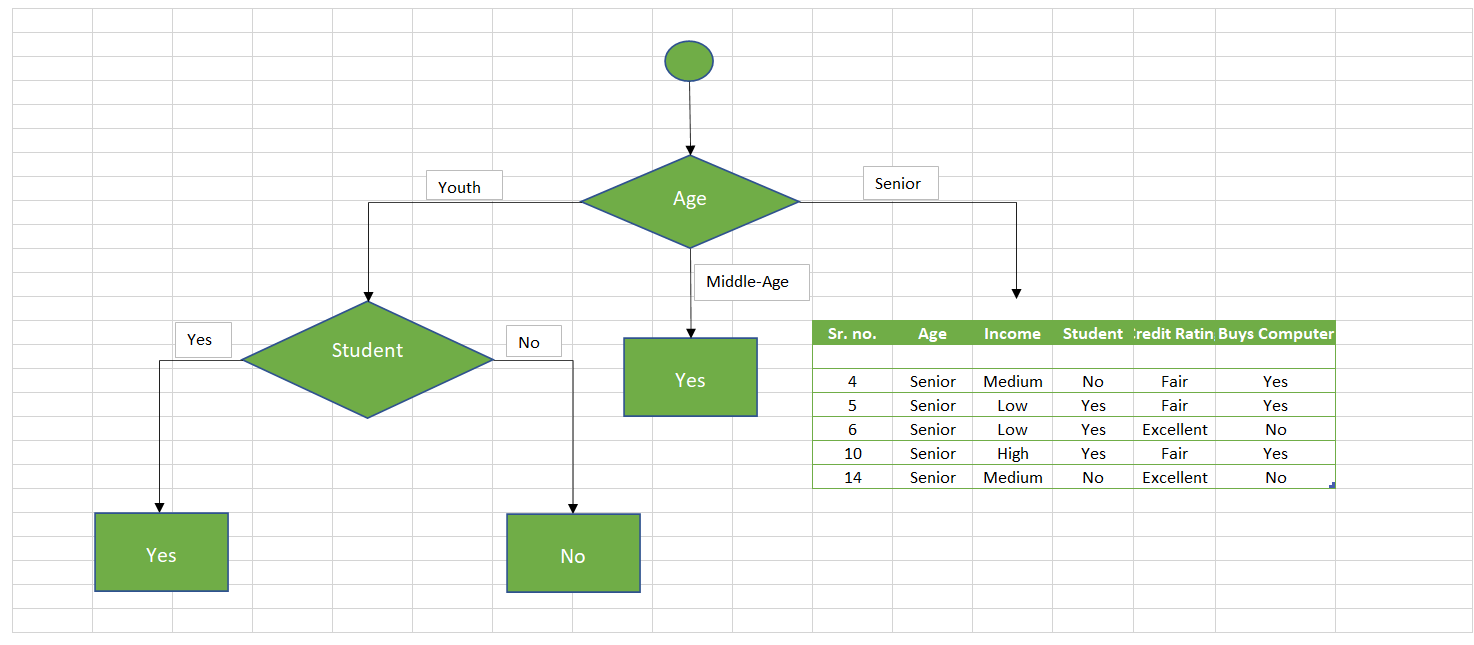 Age
Youth
Senior
Middle-Age
Student
Yes
No
Yes
Yes
No
Sr. no. Age Income Student redit Ratin Buys Computer
4 Senior Medium No Fair Yes
5 Senior Low Yes Fair Yes
6 Senior Low Yes Excellent No
10 Senior High Yes Fair Yes
14 Senior Medium No Excellent No